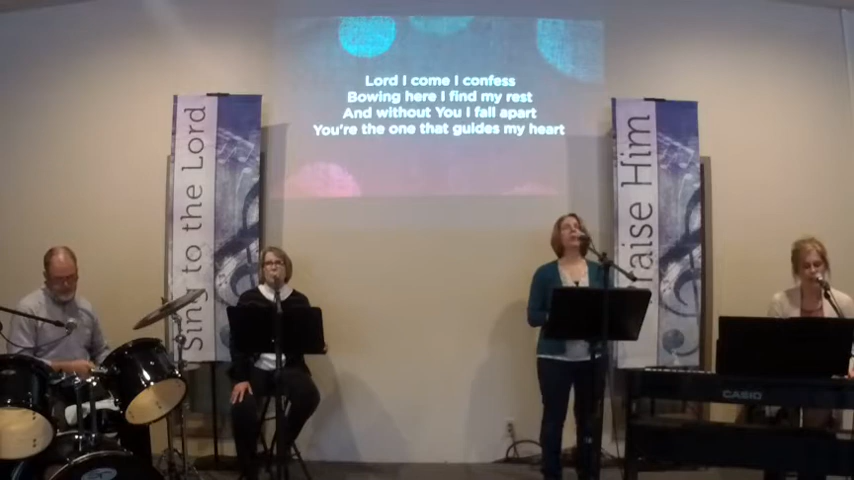 Lord I come I confess
Bowing here I find my rest
And without You I fall apart
You're the one that guides my heart
Sing to the Lord
Praise Him
CASIO